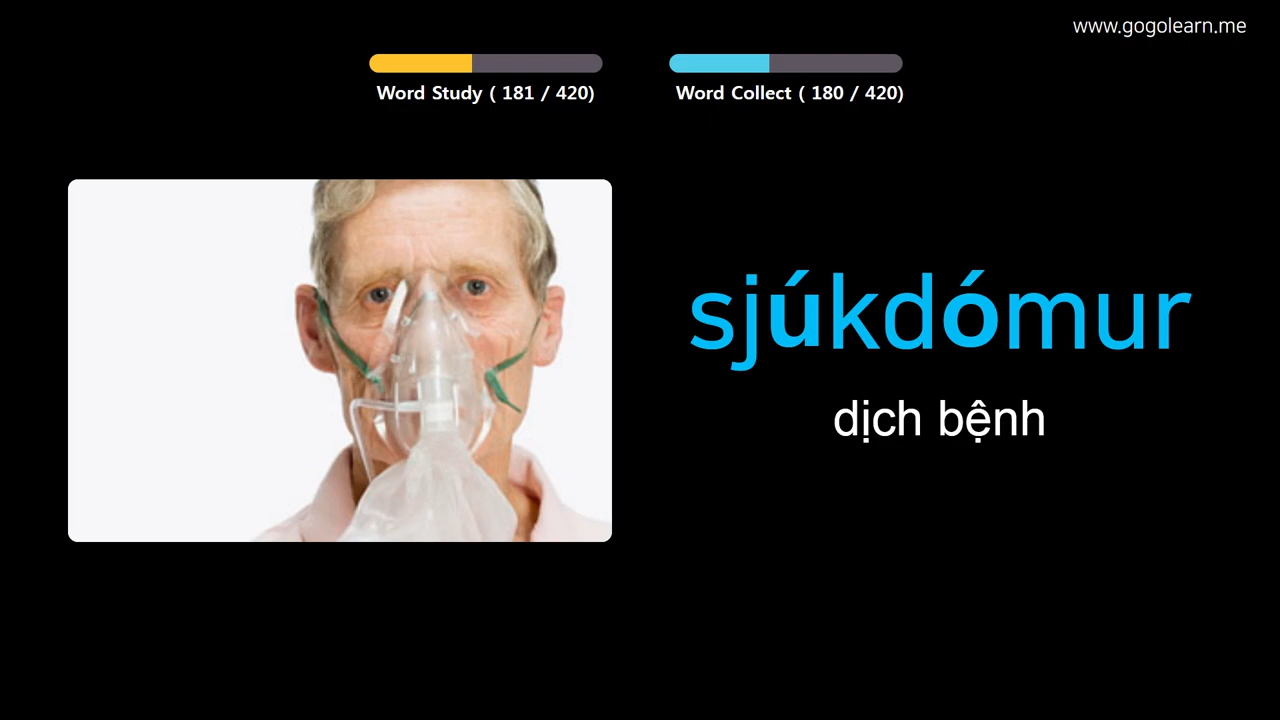 www.gogolearn.me
Word Study ( 181 / 420)
Word Collect ( 180 / 420)
sjúkdómur
dịch bệnh